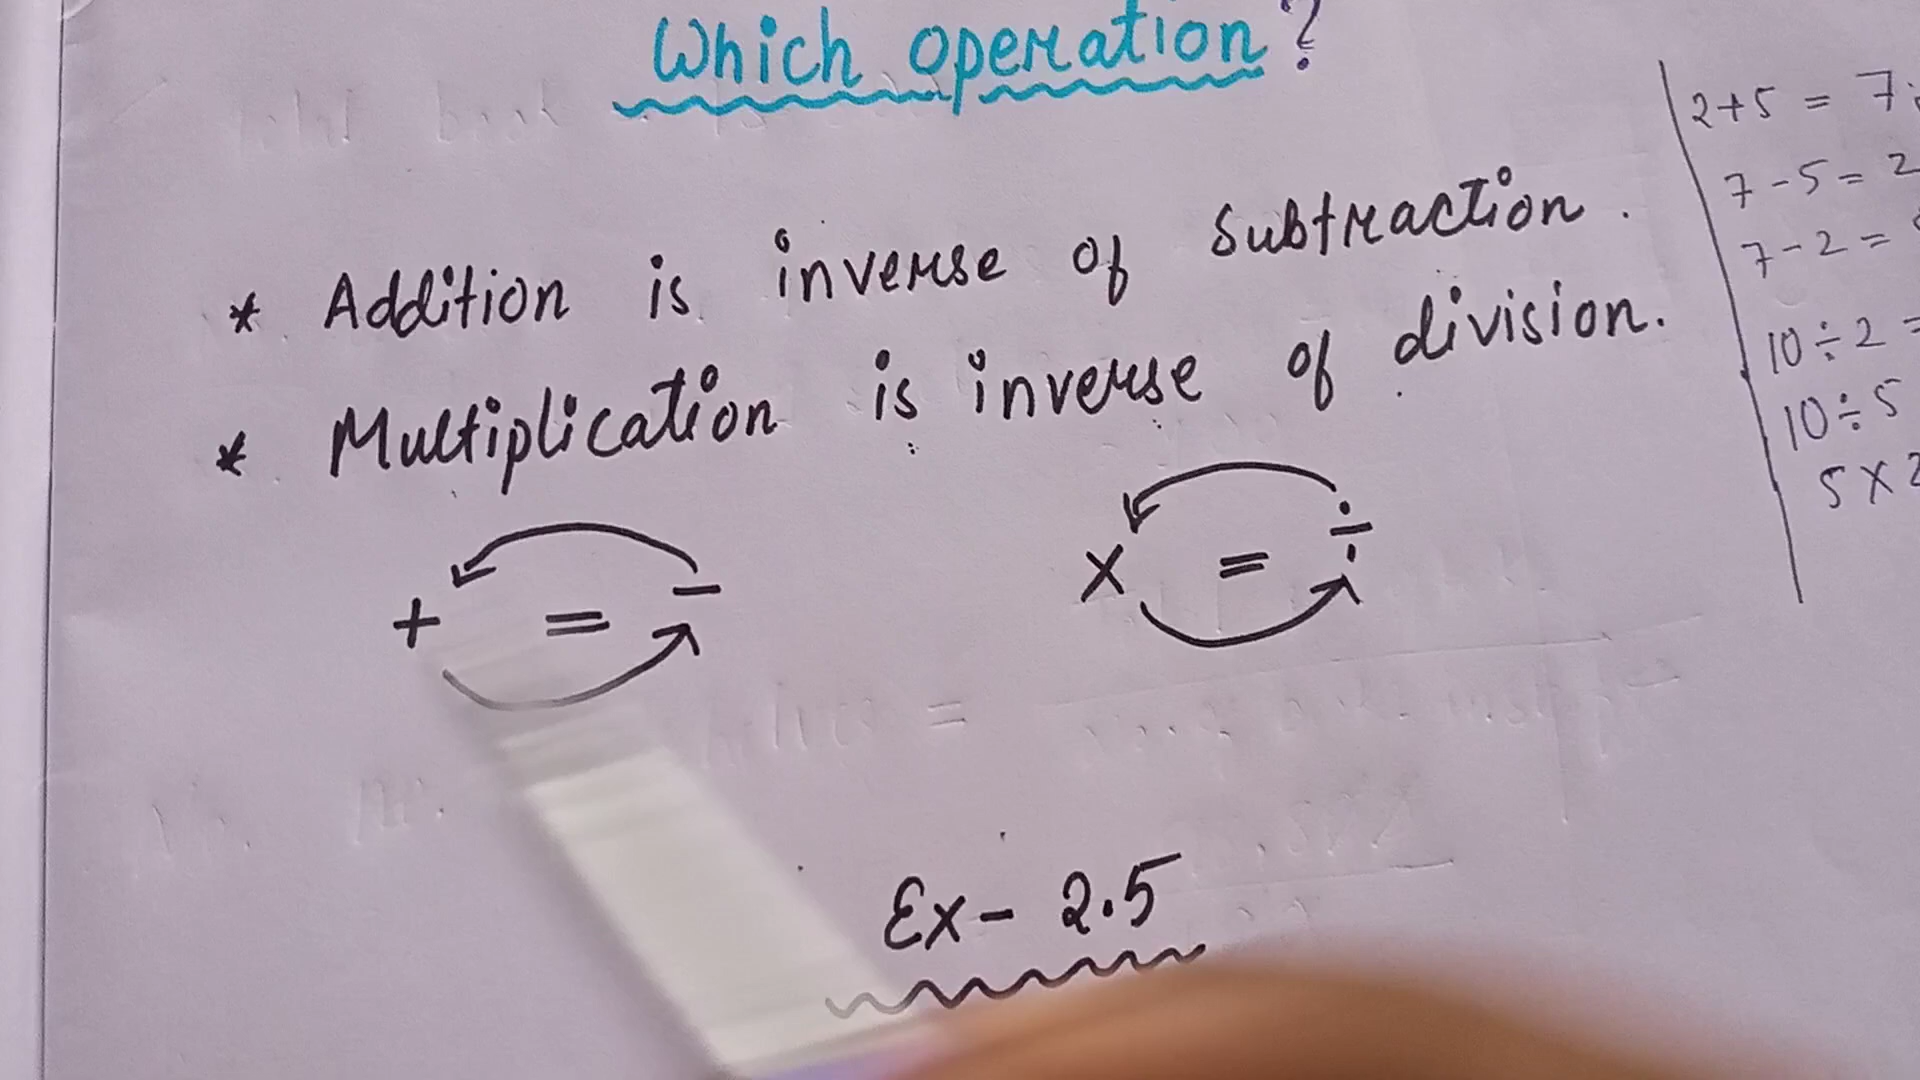 Which operation?
* Addition is inverse of subtraction.
* Multiplication is inverse of division.
+ = −
× = ÷
Ex- 2.5
2+5 = 7
7-5 = 2
7-2 =
10÷2 =
10÷5
5×2